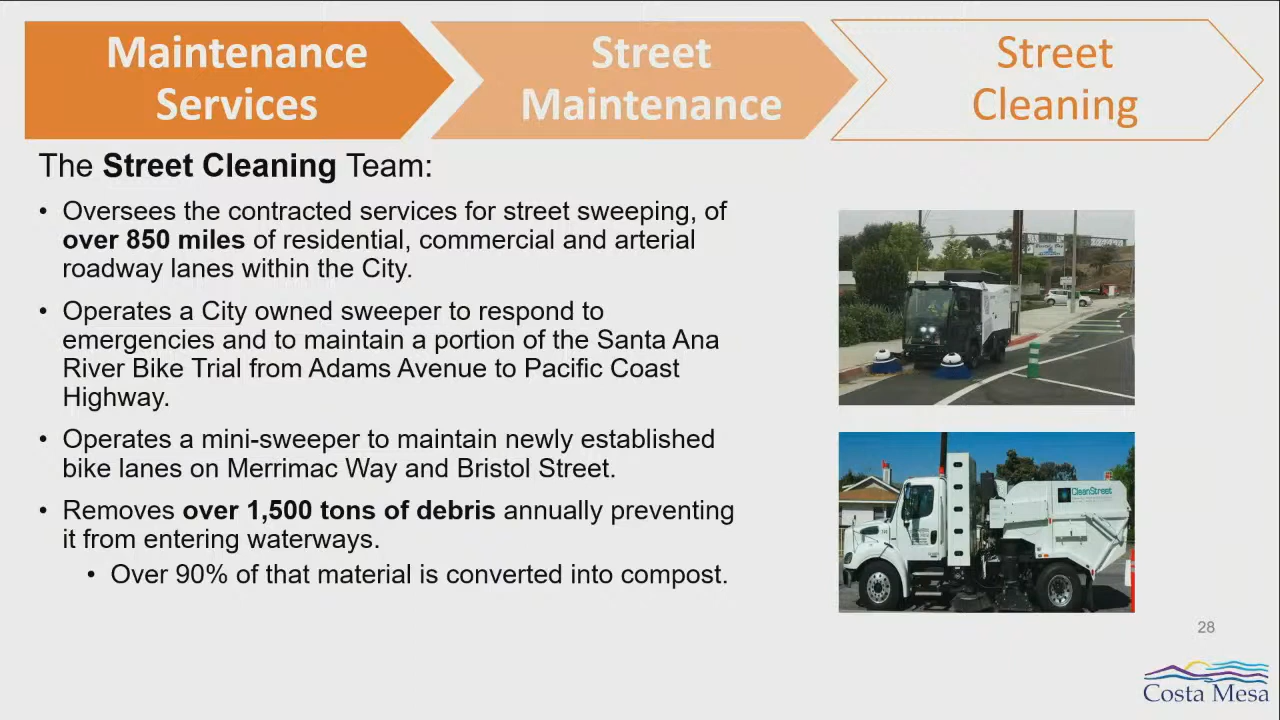 Maintenance
Services
Street
Maintenance
Street
Cleaning
The Street Cleaning Team:
• Oversees the contracted services for street sweeping, of
over 850 miles of residential, commercial and arterial
roadway lanes within the City.
• Operates a City owned sweeper to respond to
emergencies and to maintain a portion of the Santa Ana
River Bike Trial from Adams Avenue to Pacific Coast
Highway.
• Operates a mini-sweeper to maintain newly established
bike lanes on Merrimac Way and Bristol Street.
• Removes over 1,500 tons of debris annually preventing
it from entering waterways.
• Over 90% of that material is converted into compost.
CleanStreet
28
Costa Mesa